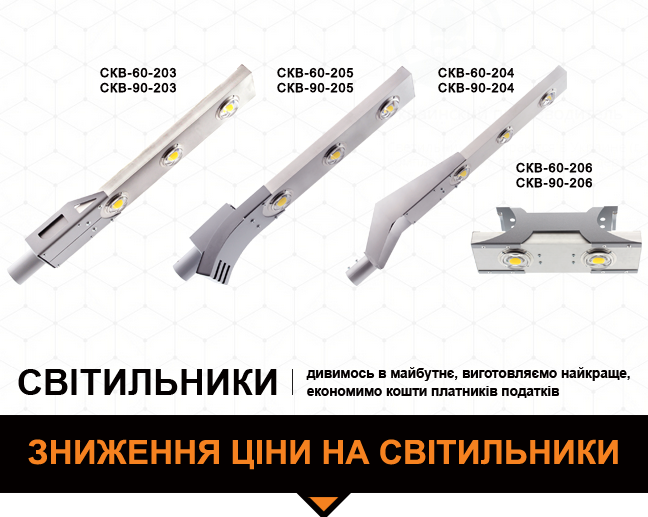 СКВ-60-203
СКВ-90-203
СКВ-60-205
СКВ-90-205
СКВ-60-204
СКВ-90-204
СКВ-60-206
СКВ-90-206
СВІТИЛЬНИКИ
дивимось в майбутнє, виготовляємо найкраще,
економимо кошти платників податків
ЗНИЖЕННЯ ЦІНИ НА СВІТИЛЬНИКИ